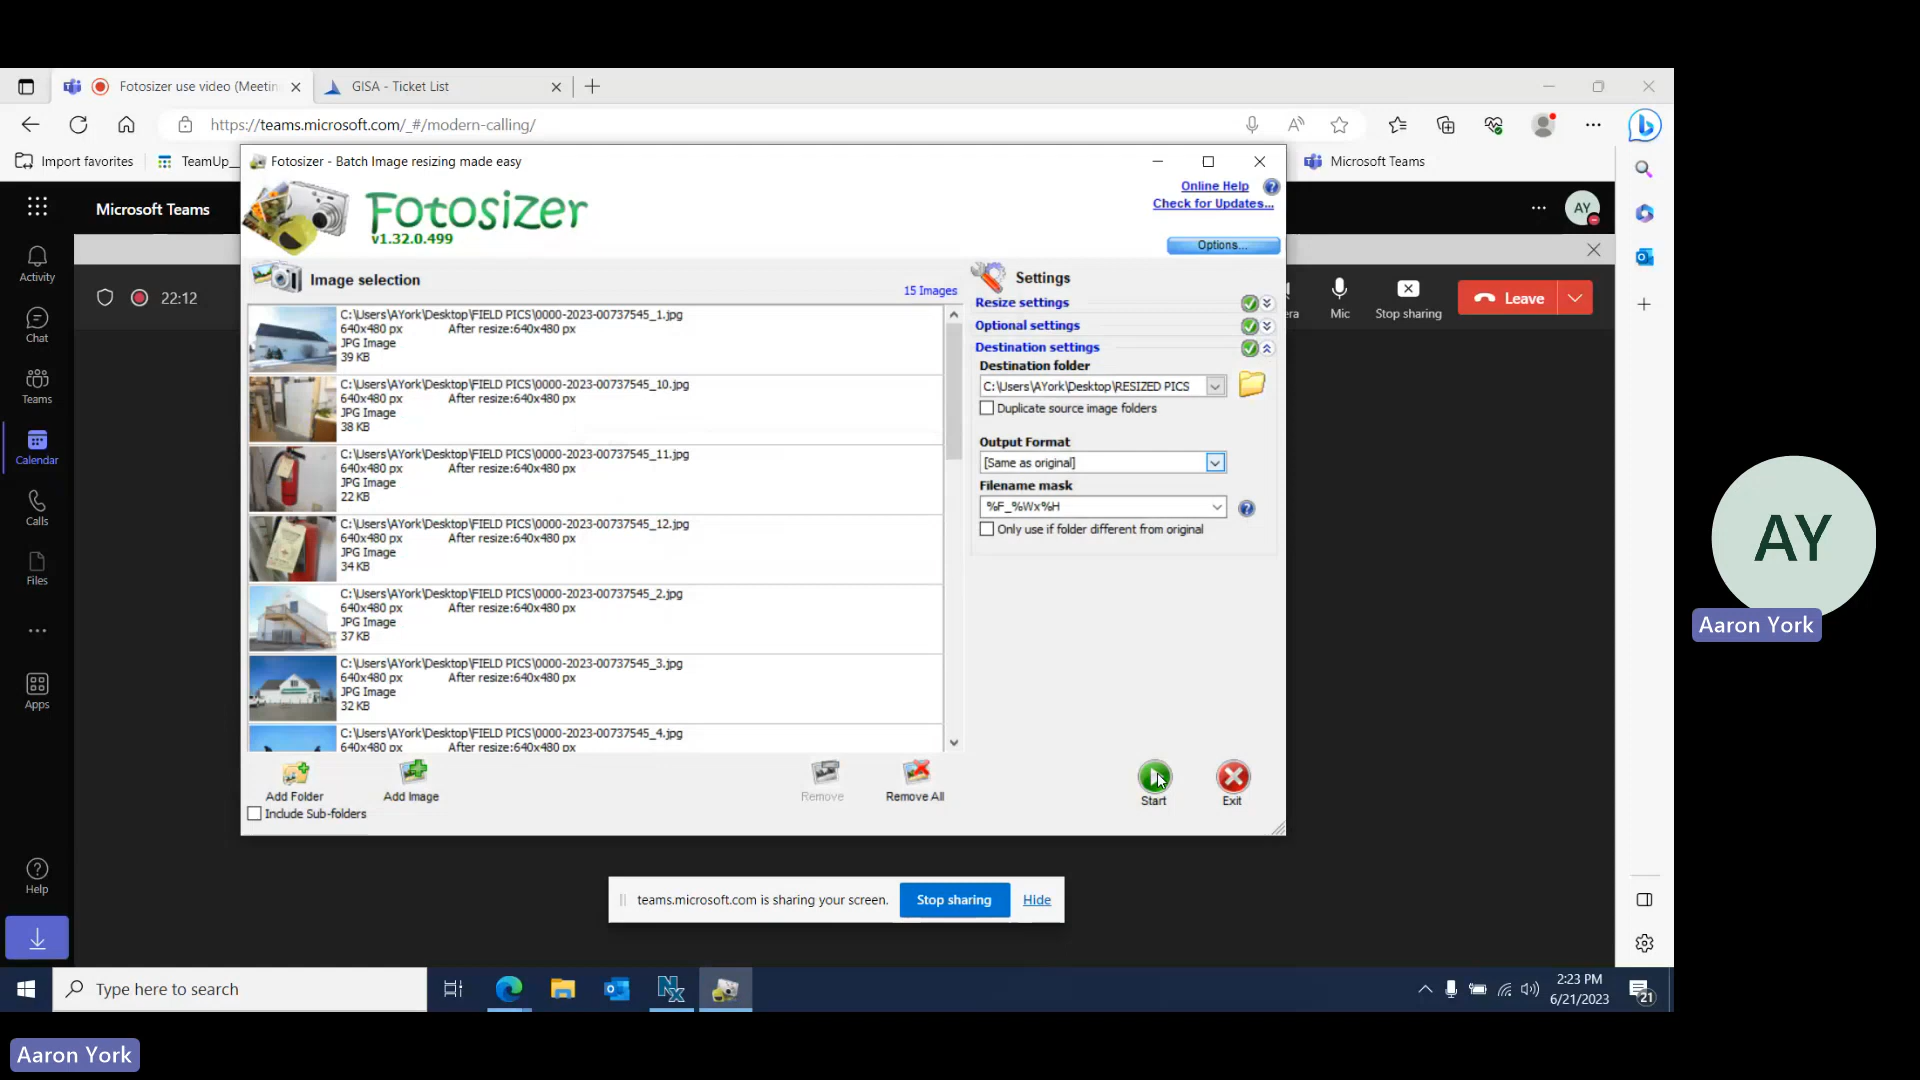 Fotosizer use video (Meetin
GISA - Ticket List
https://teams.microsoft.com/_#/modern-calling/
Import favorites
TeamUp_
Microsoft Teams
Fotosizer - Batch Image resizing made easy
Online Help
Check for Updates...
Fotosizer
v1.32.0.499
Options...
Microsoft Teams
AY
Activity
Chat
Teams
Calendar
Calls
Files
Apps
Help
22:12
Mic
Stop sharing
Leave
Image selection
15 Images
C:\Users\AYork\Desktop\FIELD PICS\0000-2023-00737545_1.jpg
640x480 px After resize:640x480 px
JPG Image
39 KB
C:\Users\AYork\Desktop\FIELD PICS\0000-2023-00737545_10.jpg
640x480 px After resize:640x480 px
JPG Image
38 KB
C:\Users\AYork\Desktop\FIELD PICS\0000-2023-00737545_11.jpg
640x480 px After resize:640x480 px
JPG Image
22 KB
C:\Users\AYork\Desktop\FIELD PICS\0000-2023-00737545_12.jpg
640x480 px After resize:640x480 px
JPG Image
34 KB
C:\Users\AYork\Desktop\FIELD PICS\0000-2023-00737545_2.jpg
640x480 px After resize:640x480 px
JPG Image
37 KB
C:\Users\AYork\Desktop\FIELD PICS\0000-2023-00737545_3.jpg
640x480 px After resize:640x480 px
JPG Image
32 KB
C:\Users\AYork\Desktop\FIELD PICS\0000-2023-00737545_4.jpg
640x480 px After resize:640x480 px
Settings
Resize settings
Optional settings
Destination settings
Destination folder
C:\Users\AYork\Desktop\RESIZED PICS
Duplicate source image folders
Output Format
[Same as original]
Filename mask
%F_%Wx%H
Only use if folder different from original
Add Folder
Add Image
Remove
Remove All
Start
Exit
Include Sub-folders
teams.microsoft.com is sharing your screen.
Stop sharing
Hide
Type here to search
2:23 PM
6/21/2023
21
AY
Aaron York
Aaron York